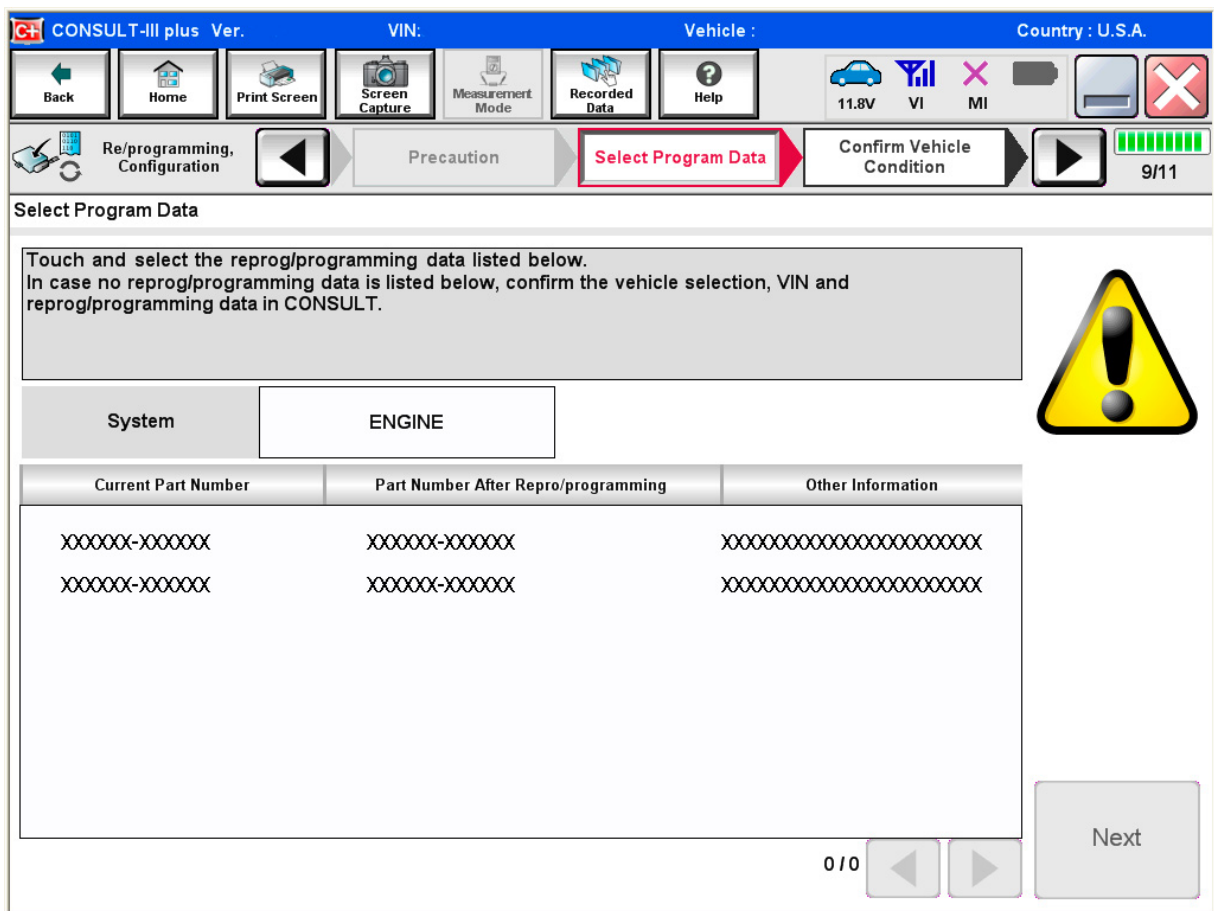 C+ CONSULT-III plus Ver. VIN: Vehicle : Country : U.S.A.
Back
Home
Print Screen
Screen
Capture
Measurement
Mode
Recorded
Data
Help
11.8V
VI
MI
Re/programming,
Configuration
Precaution
Select Program Data
Confirm Vehicle
Condition
9/11
Select Program Data
Touch and select the reprog/programming data listed below.
In case no reprog/programming data is listed below, confirm the vehicle selection, VIN and
reprog/programming data in CONSULT.
System ENGINE
Current Part Number Part Number After Repro/programming Other Information
XXXXXX-XXXXXX XXXXXX-XXXXXX XXXXXXXXXXXXXXXXXXXXXX
XXXXXX-XXXXXX XXXXXX-XXXXXX XXXXXXXXXXXXXXXXXXXXXX
Next
0/0